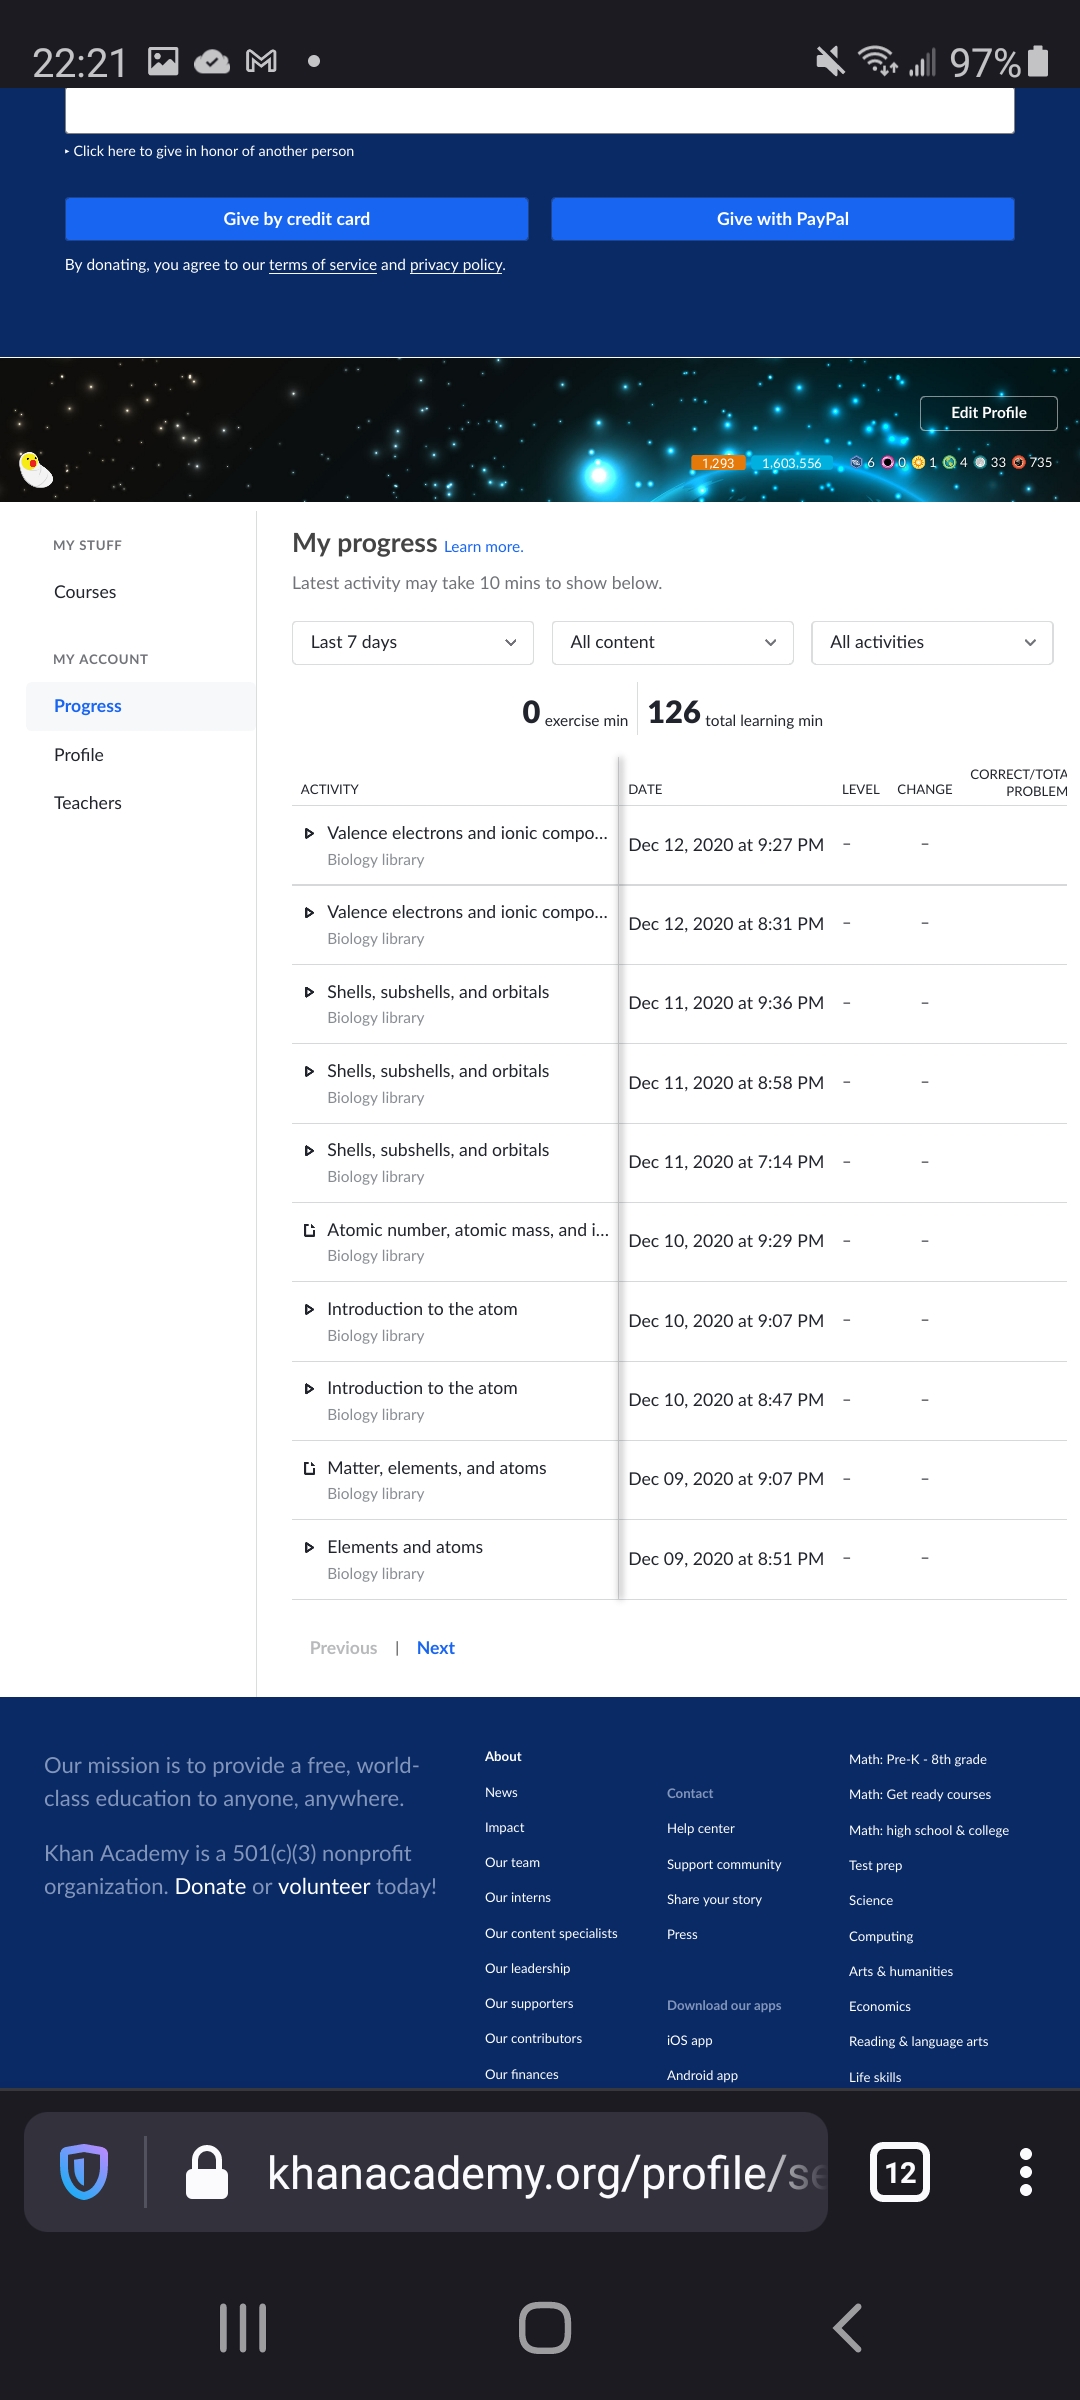 22:21
97%
‣ Click here to give in honor of another person
Give by credit card
Give with PayPal
By donating, you agree to our terms of service and privacy policy.
Edit Profile
1,293 1,603,556 6 0 1 4 33 735
MY STUFF
Courses
MY ACCOUNT
Progress
Profile
Teachers
My progress Learn more.
Latest activity may take 10 mins to show below.
Last 7 days
All content
All activities
0 exercise min
126 total learning min
ACTIVITY DATE LEVEL CHANGE CORRECT/TOTA
PROBLEM
Valence electrons and ionic compo...
Biology library
Dec 12, 2020 at 9:27 PM – –
Valence electrons and ionic compo...
Biology library
Dec 12, 2020 at 8:31 PM – –
Shells, subshells, and orbitals
Biology library
Dec 11, 2020 at 9:36 PM – –
Shells, subshells, and orbitals
Biology library
Dec 11, 2020 at 8:58 PM – –
Shells, subshells, and orbitals
Biology library
Dec 11, 2020 at 7:14 PM – –
Atomic number, atomic mass, and i...
Biology library
Dec 10, 2020 at 9:29 PM – –
Introduction to the atom
Biology library
Dec 10, 2020 at 9:07 PM – –
Introduction to the atom
Biology library
Dec 10, 2020 at 8:47 PM – –
Matter, elements, and atoms
Biology library
Dec 09, 2020 at 9:07 PM – –
Elements and atoms
Biology library
Dec 09, 2020 at 8:51 PM – –
Previous | Next
Our mission is to provide a free, world-
class education to anyone, anywhere.
Khan Academy is a 501(c)(3) nonprofit
organization. Donate or volunteer today!
About
News
Impact
Our team
Our interns
Our content specialists
Our leadership
Our supporters
Our contributors
Our finances
Contact
Help center
Support community
Share your story
Press
Download our apps
iOS app
Android app
Math: Pre-K - 8th grade
Math: Get ready courses
Math: high school & college
Test prep
Science
Computing
Arts & humanities
Economics
Reading & language arts
Life skills
khanacademy.org/profile/se
12